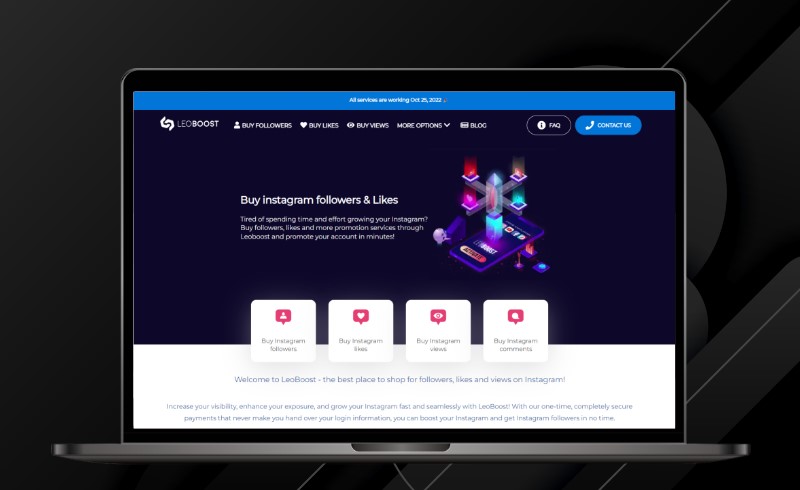 All services are working Oct 25, 2022
LEOBOOST
BUY FOLLOWERS
BUY LIKES
BUY VIEWS
MORE OPTIONS
BLOG
FAQ
CONTACT US
Buy instagram followers & Likes
Tired of spending time and effort growing your Instagram?
Buy followers, likes and more promotion services through
Leoboost and promote your account in minutes!
LEOBOOST
ACTIVATE
Buy Instagram
followers
Buy Instagram
likes
Buy Instagram
views
Buy Instagram
comments
Welcome to LeoBoost - the best place to shop for followers, likes and views on Instagram!
Increase your visibility, enhance your exposure, and grow your Instagram fast and seamlessly with LeoBoost! With our one-time, completely secure
payments that never make you hand over your login information, you can boost your Instagram and get Instagram followers in no time.